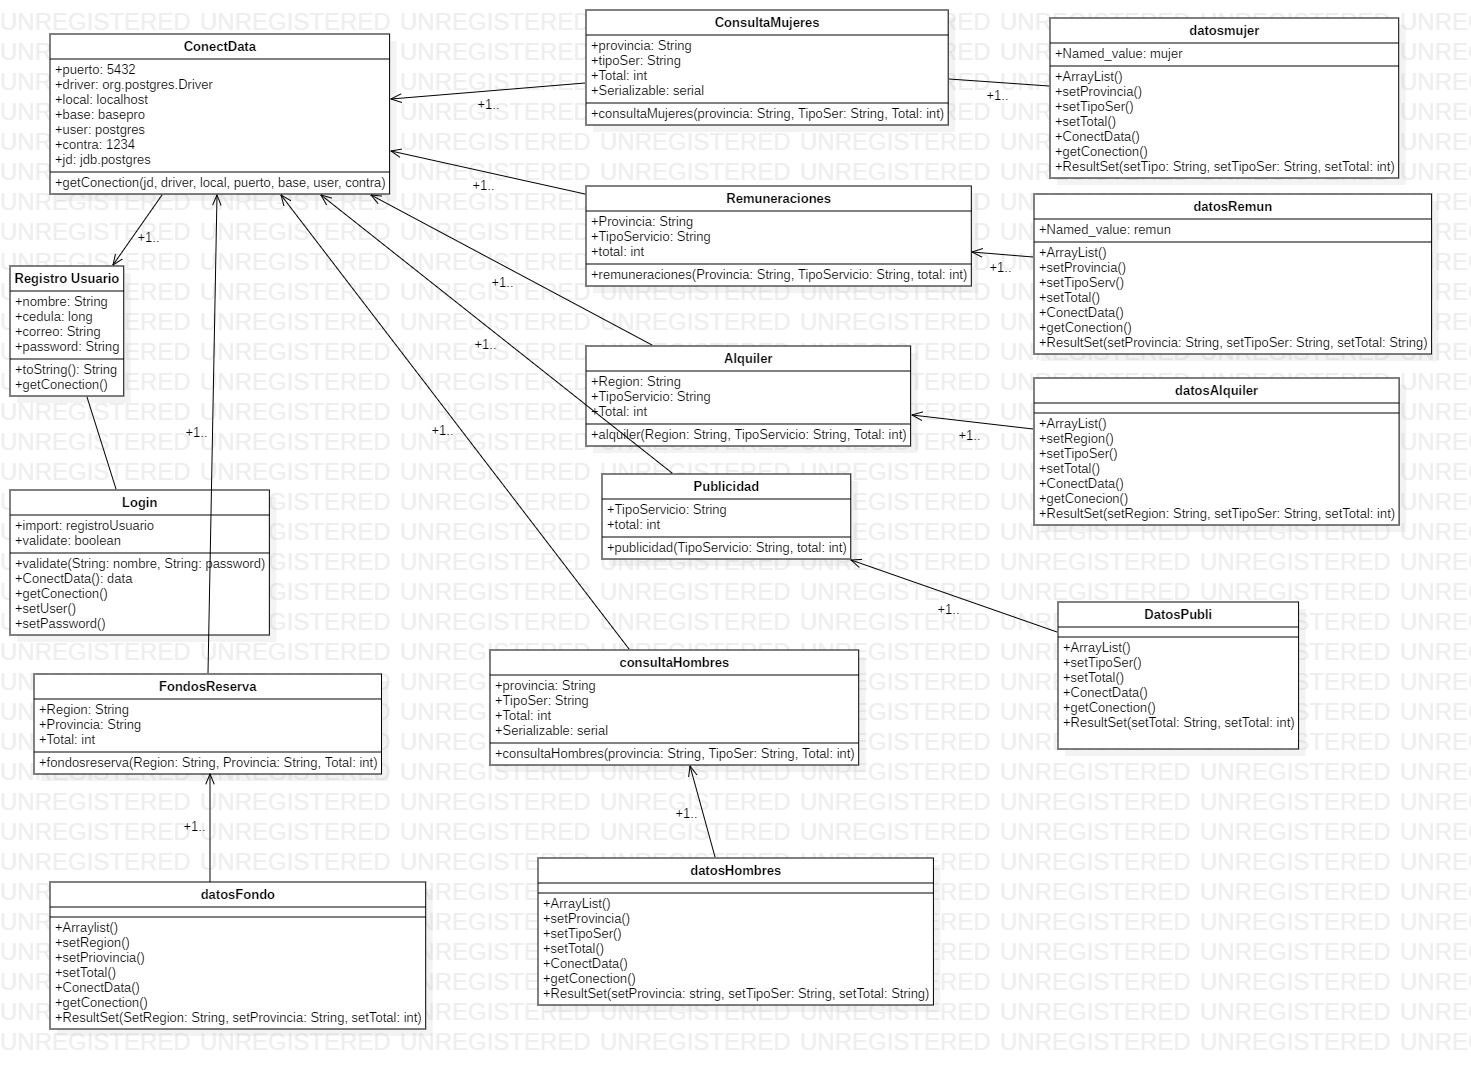 ConectData
+puerto: 5432
+driver: org.postgres.Driver
+local: localhost
+base: basepro
+user: postgres
+contra: 1234
+jd: jdb.postgres
+getConection(jd, driver, local, puerto, base, user, contra)
ConsultaMujeres
+provincia: String
+tipoSer: String
+Total: int
+Serializable: serial
+consultaMujeres(provincia: String, TipoSer: String, Total: int)
datosmujer
+Named_value: mujer
+ArrayList()
+setProvincia()
+setTipoSer()
+setTotal()
+ConectData()
+getConection()
+ResultSet(setTipo: String, setTipoSer: String, setTotal: int)
+1..
+1..
+1..
Remuneraciones
+Provincia: String
+TipoServicio: String
+total: int
+remuneraciones(Provincia: String, TipoServicio: String, total: int)
datosRemun
+Named_value: remun
+ArrayList()
+setProvincia()
+setTipoServ()
+setTotal()
+ConectData()
+getConection()
+ResultSet(setProvincia: String, setTipoSer: String, setTotal: String)
+1..
+1..
+1..
Registro Usuario
+nombre: String
+cedula: long
+correo: String
+password: String
+toString(): String
+getConection()
+1..
Alquiler
+Region: String
+TipoServicio: String
+Total: int
+alquiler(Region: String, TipoServicio: String, Total: int)
datosAlquiler
+ArrayList()
+setRegion()
+setTipoSer()
+setTotal()
+ConectData()
+getConecion()
+ResultSet(setRegion: String, setTipoSer: String, setTotal: int)
+1..
+1..
+1..
Login
+import: registroUsuario
+validate: boolean
+validate(String: nombre, String: password)
+ConectData(): data
+getConection()
+setUser()
+setPassword()
Publicidad
+TipoServicio: String
+total: int
+publicidad(TipoServicio: String, total: int)
+1..
DatosPubli
+ArrayList()
+setTipoSer()
+setTotal()
+ConectData()
+getConection()
+ResultSet(setTotal: String, setTotal: int)
FondosReserva
+Region: String
+Provincia: String
+Total: int
+fondosreserva(Region: String, Provincia: String, Total: int)
consultaHombres
+provincia: String
+TipoSer: String
+Total: int
+Serializable: serial
+consultaHombres(provincia: String, TipoSer: String, Total: int)
+1..
+1..
datosFondo
+Arraylist()
+setRegion()
+setPriovincia()
+setTotal()
+ConectData()
+getConection()
+ResultSet(SetRegion: String, setProvincia: String, setTotal: int)
datosHombres
+ArrayList()
+setProvincia()
+setTipoSer()
+setTotal()
+ConectData()
+getConection()
+ResultSet(setProvincia: string, setTipoSer: String, setTotal: String)
UNREGISTERED